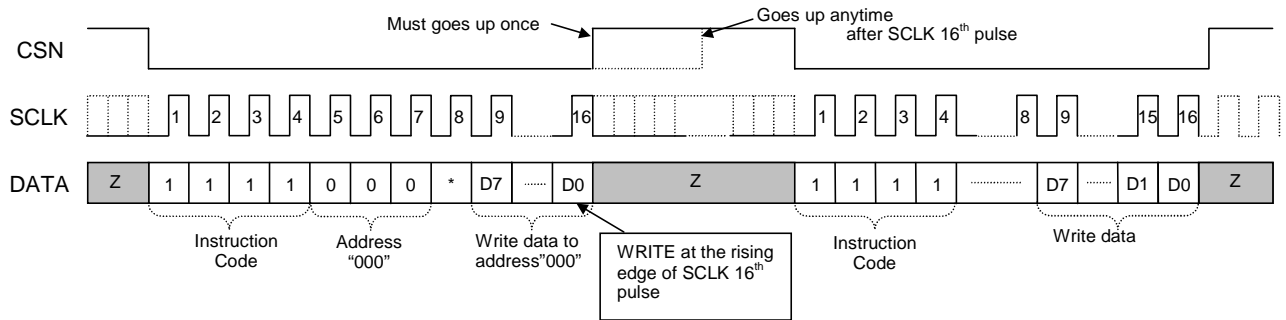 Must goes up once
Goes up anytime
after SCLK 16th pulse
CSN
SCLK
1 2 3 4 5 6 7 8 9 16 1 2 3 4 8 9 15 16
DATA
Z 1 1 1 1 0 0 0 * D7 ...... D0 Z 1 1 1 1 ............ D7 ...... D1 D0 Z
Instruction
Code
Address
"000"
Write data to
address"000"
WRITE at the rising
edge of SCLK 16th
pulse
Instruction
Code
Write data